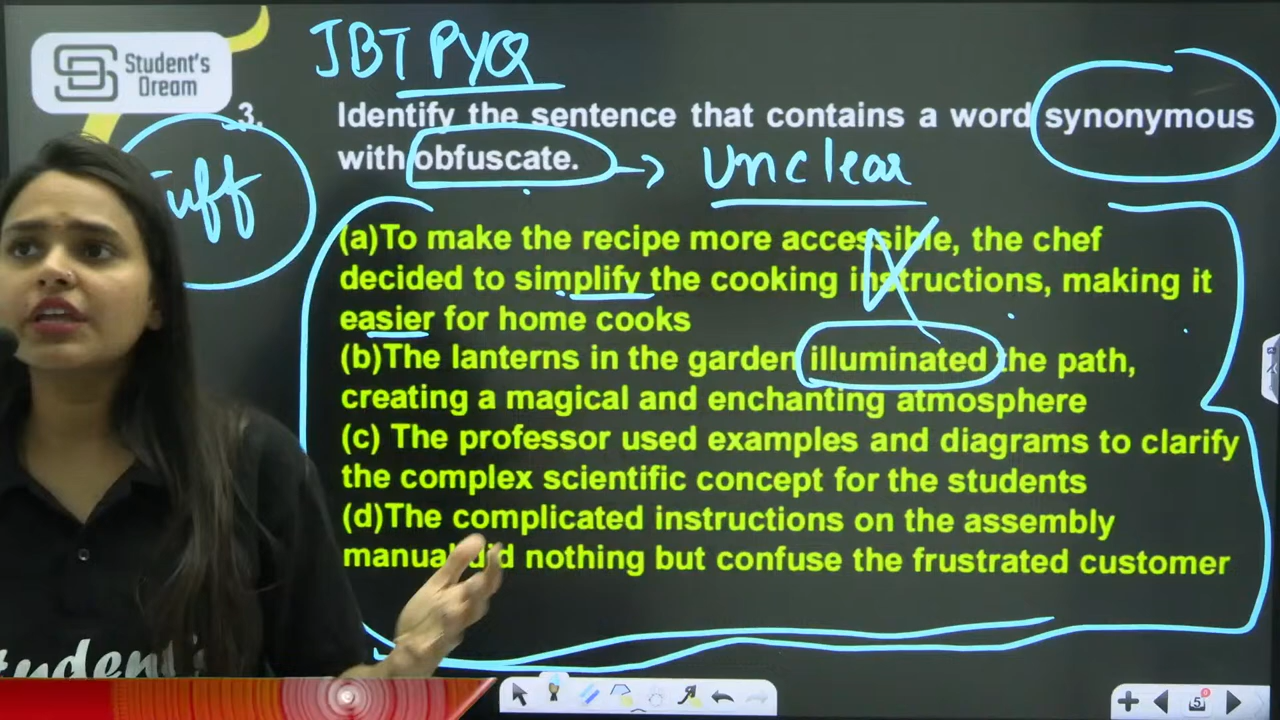 JBT PYQ
Student's
Dream
3. Identify the sentence that contains a word synonymous
with obfuscate. → Unclear
(a)To make the recipe more accessible, the chef
decided to simplify the cooking instructions, making it
easier for home cooks
(b)The lanterns in the garden illuminated the path,
creating a magical and enchanting atmosphere
(c) The professor used examples and diagrams to clarify
the complex scientific concept for the students
(d)The complicated instructions on the assembly
manual did nothing but confuse the frustrated customer
5